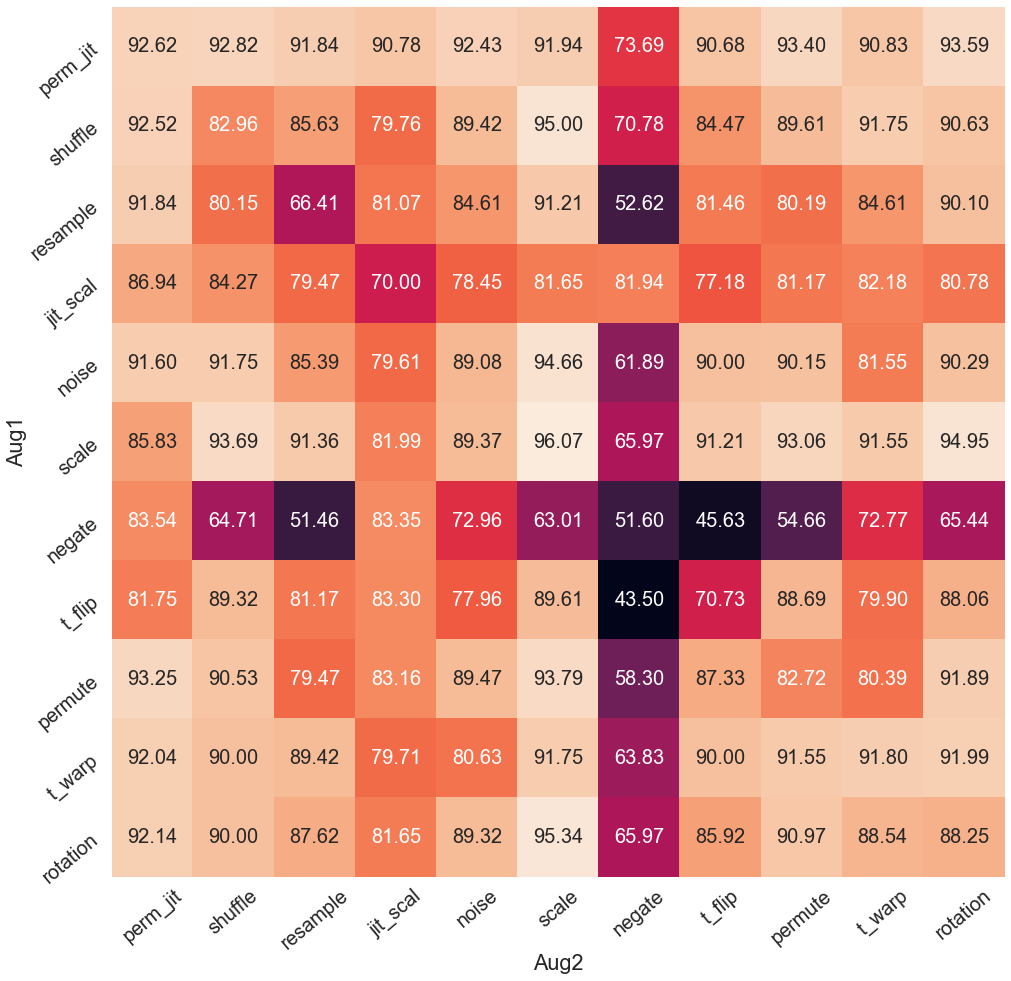 perm_jit 92.62 92.82 91.84 90.78 92.43 91.94 73.69 90.68 93.40 90.83 93.59
shuffle 92.52 82.96 85.63 79.76 89.42 95.00 70.78 84.47 89.61 91.75 90.63
resample 91.84 80.15 66.41 81.07 84.61 91.21 52.62 81.46 80.19 84.61 90.10
jit_scal 86.94 84.27 79.47 70.00 78.45 81.65 81.94 77.18 81.17 82.18 80.78
noise 91.60 91.75 85.39 79.61 89.08 94.66 61.89 90.00 90.15 81.55 90.29
Aug1
scale 85.83 93.69 91.36 81.99 89.37 96.07 65.97 91.21 93.06 91.55 94.95
negate 83.54 64.71 51.46 83.35 72.96 63.01 51.60 45.63 54.66 72.77 65.44
t_flip 81.75 89.32 81.17 83.30 77.96 89.61 43.50 70.73 88.69 79.90 88.06
permute 93.25 90.53 79.47 83.16 89.47 93.79 58.30 87.33 82.72 80.39 91.89
t_warp 92.04 90.00 89.42 79.71 80.63 91.75 63.83 90.00 91.55 91.80 91.99
rotation 92.14 90.00 87.62 81.65 89.32 95.34 65.97 85.92 90.97 88.54 88.25
perm_jit shuffle resample jit_scal noise scale negate t_flip permute t_warp rotation
Aug2